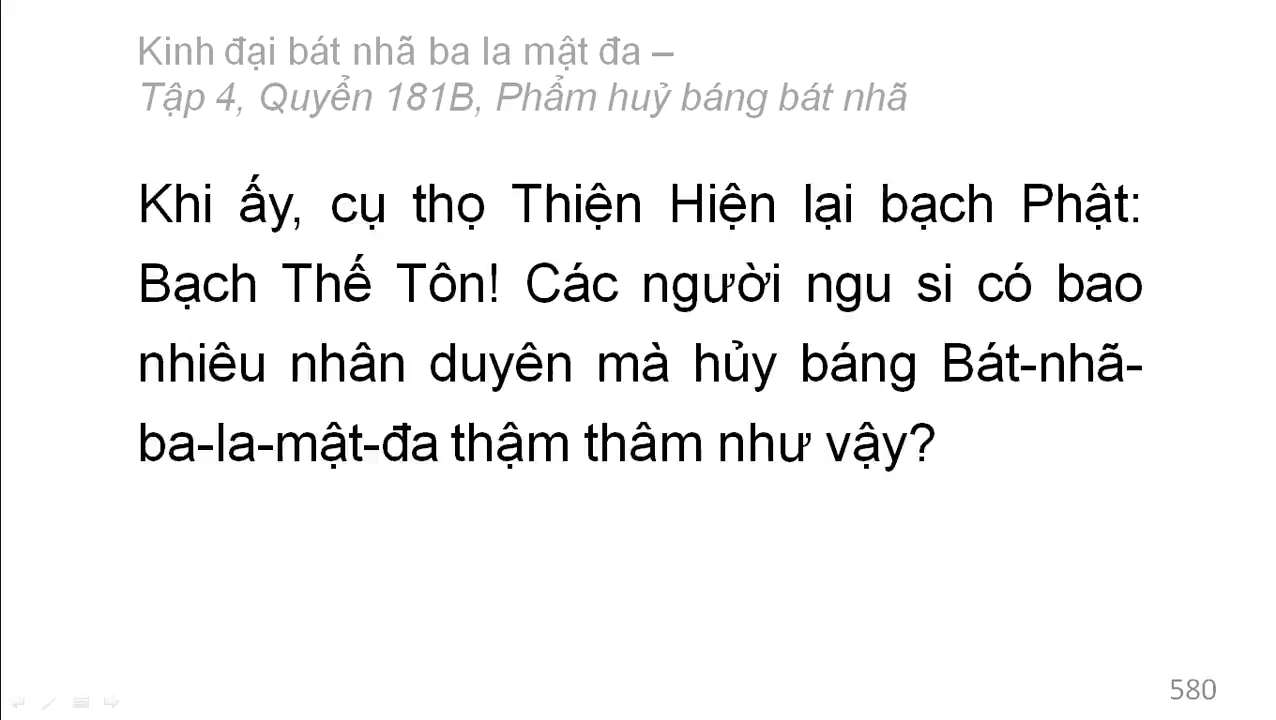 Kinh đại bát nhã ba la mật đa –
Tập 4, Quyển 181B, Phẩm huỷ báng bát nhã
Khi ấy, cụ thọ Thiện Hiện lại bạch Phật:
Bạch Thế Tôn! Các người ngu si có bao
nhiêu nhân duyên mà hủy báng Bát-nhã-
ba-la-mật-đa thậm thâm như vậy?
580